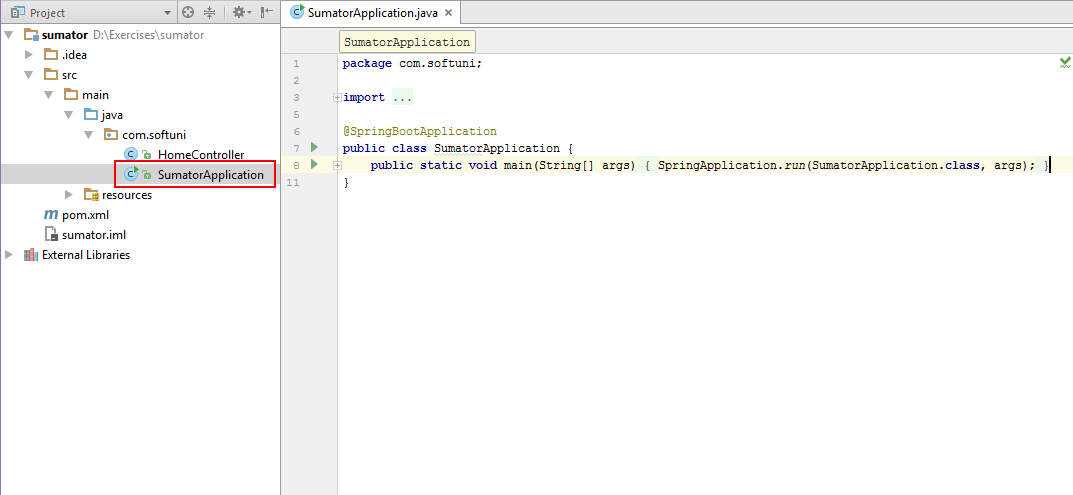 Project
sumator D:\Exercises\sumator
.idea
src
main
java
com.softuni
HomeController
SumatorApplication
resources
pom.xml
sumator.iml
External Libraries
SumatorApplication.java
SumatorApplication
1 package com.softuni;
2
3 import ...
5
6 @SpringBootApplication
7 public class SumatorApplication {
8 public static void main(String[] args) { SpringApplication.run(SumatorApplication.class, args); }
11 }